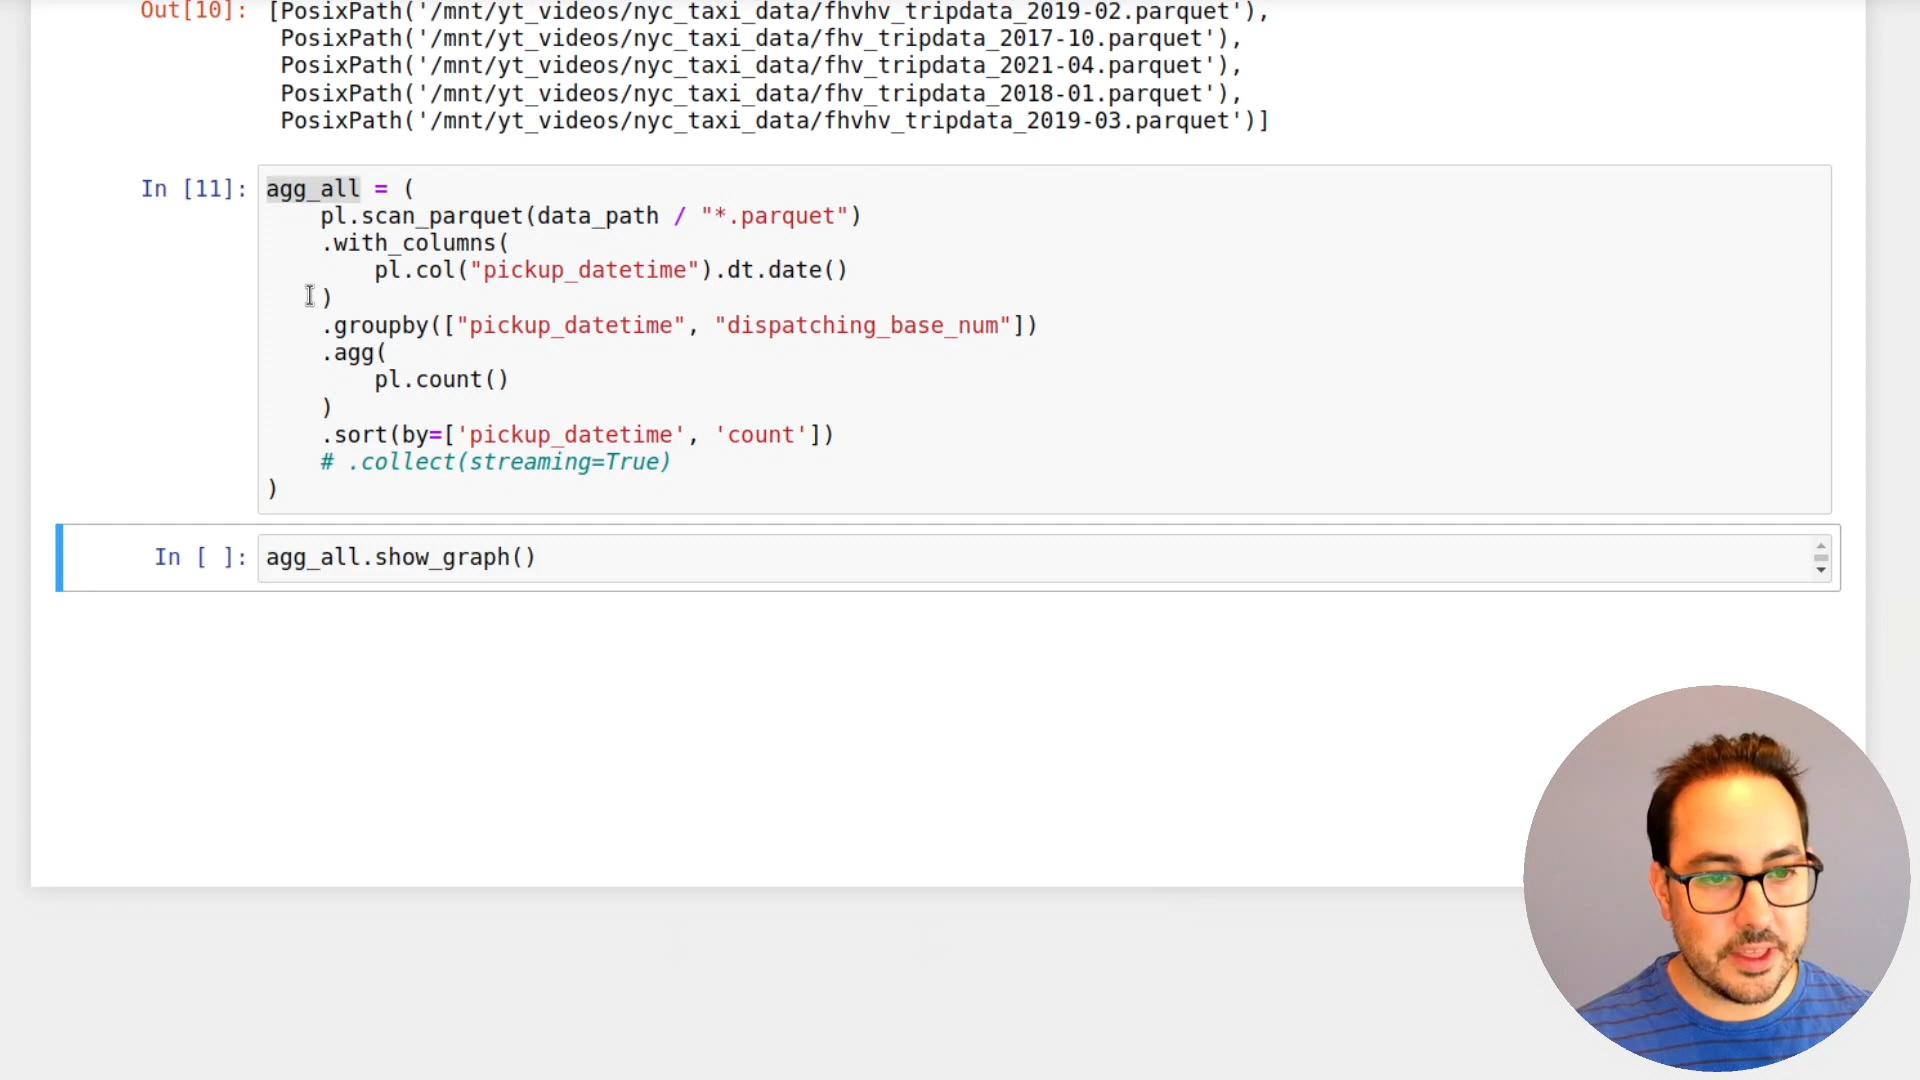 Out[10]: [PosixPath('/mnt/yt_videos/nyc_taxi_data/fhvhv_tripdata_2019-02.parquet'),
PosixPath('/mnt/yt_videos/nyc_taxi_data/fhv_tripdata_2017-10.parquet'),
PosixPath('/mnt/yt_videos/nyc_taxi_data/fhv_tripdata_2021-04.parquet'),
PosixPath('/mnt/yt_videos/nyc_taxi_data/fhv_tripdata_2018-01.parquet'),
PosixPath('/mnt/yt_videos/nyc_taxi_data/fhvhv_tripdata_2019-03.parquet')]
In [11]: agg_all = (
    pl.scan_parquet(data_path / "*.parquet")
    .with_columns(
        pl.col("pickup_datetime").dt.date()
    )
    .groupby(["pickup_datetime", "dispatching_base_num"])
    .agg(
        pl.count()
    )
    .sort(by=['pickup_datetime', 'count'])
    # .collect(streaming=True)
)
In [ ]: agg_all.show_graph()